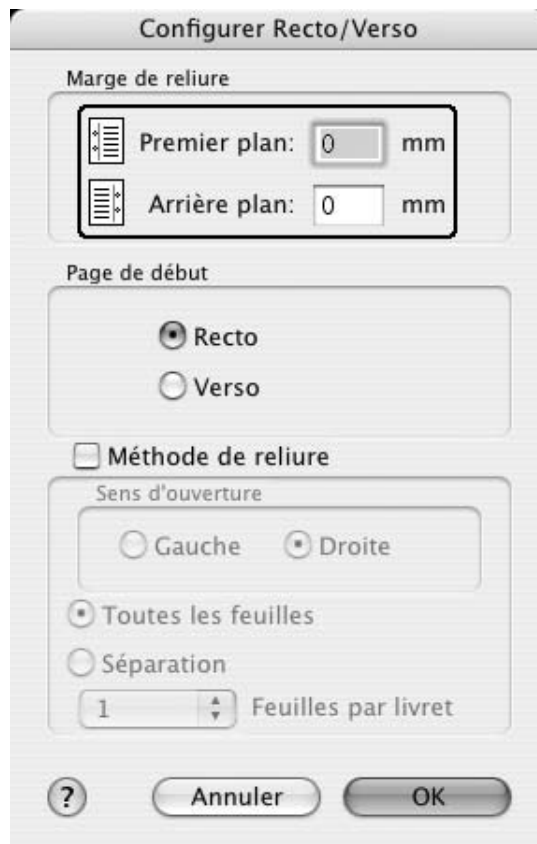 Configurer Recto/Verso
Marge de reliure
Premier plan: 0 mm
Arrière plan: 0 mm
Page de début
Recto
Verso
Méthode de reliure
Sens d'ouverture
Gauche Droite
Toutes les feuilles
Séparation
1 Feuilles par livret
? Annuler OK